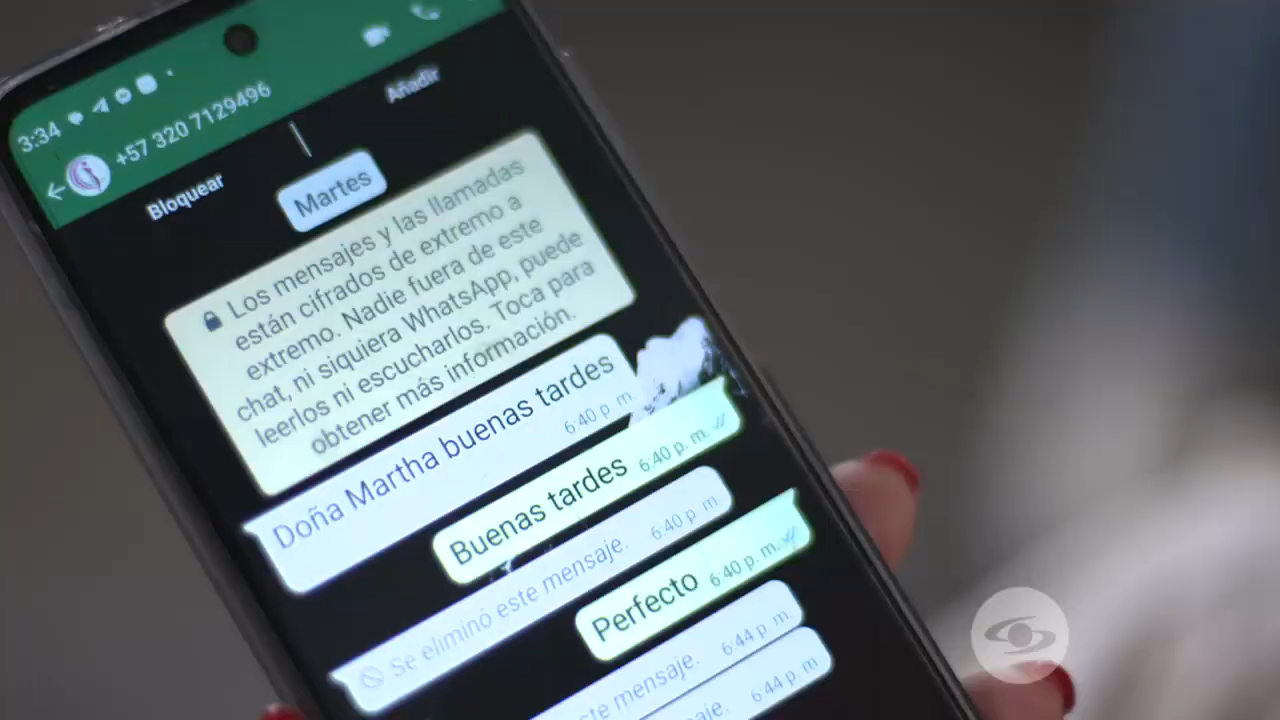 3:34
+57 320 7129496
Bloquear
Añadir
Martes
Los mensajes y las llamadas
están cifrados de extremo a
extremo. Nadie fuera de este
chat, ni siquiera WhatsApp, puede
leerlos ni escucharlos. Toca para
obtener más información.
Doña Martha buenas tardes
6:40 p. m.
Buenas tardes 6:40 p. m.
Se eliminó este mensaje. 6:40 p. m
Perfecto 6:40 p. m.
mensaje. 6:44 p. m
6:44 p. m